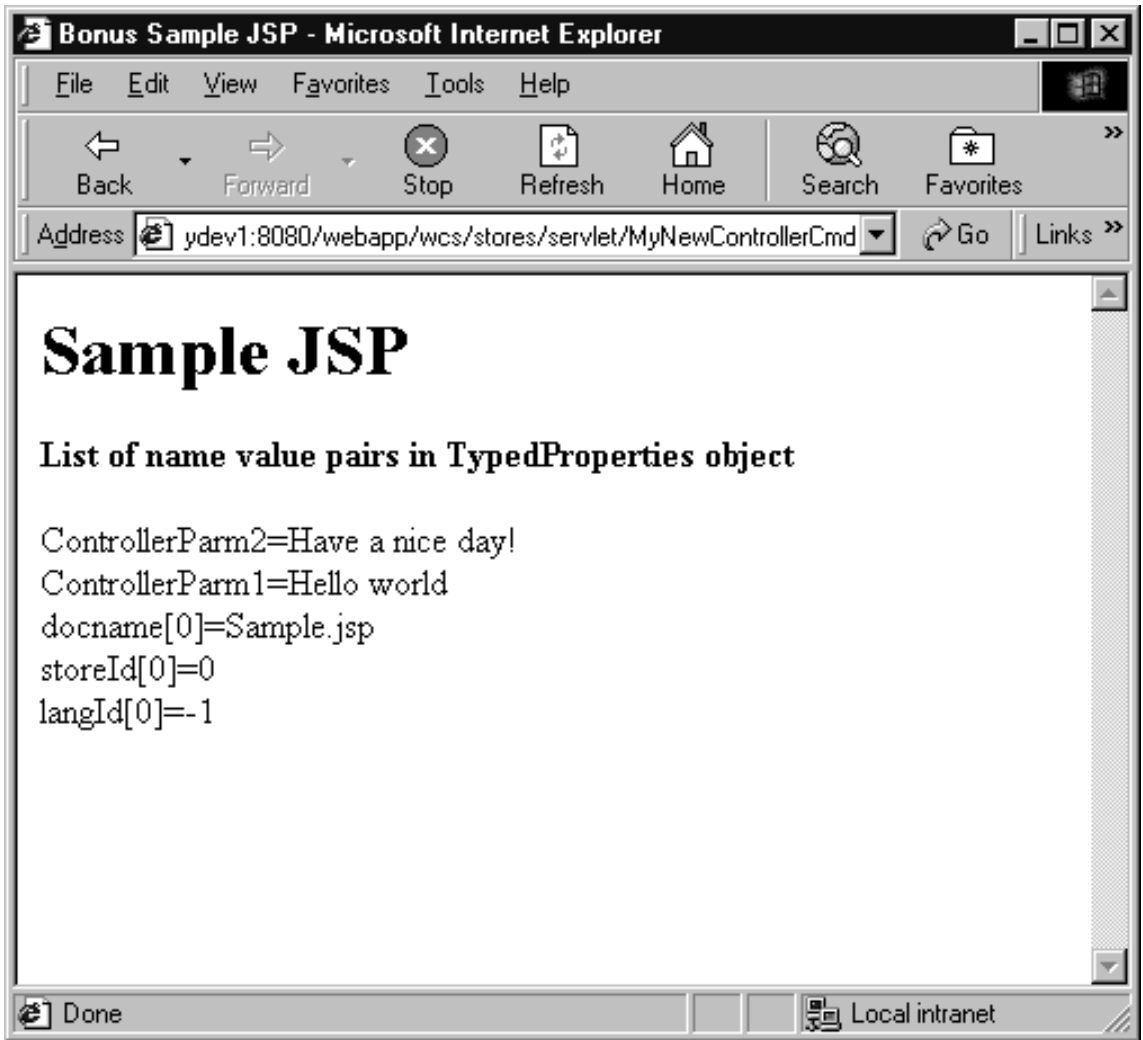 Bonus Sample JSP - Microsoft Internet Explorer
File Edit View Favorites Tools Help
Back Forward Stop Refresh Home Search Favorites »
Address ydev1:8080/webapp/wcs/stores/servlet/MyNewControllerCmd Go Links »
Sample JSP
List of name value pairs in TypedProperties object
ControllerParm2=Have a nice day!
ControllerParm1=Hello world
docname[0]=Sample.jsp
storeId[0]=0
langId[0]=-1
Done Local intranet